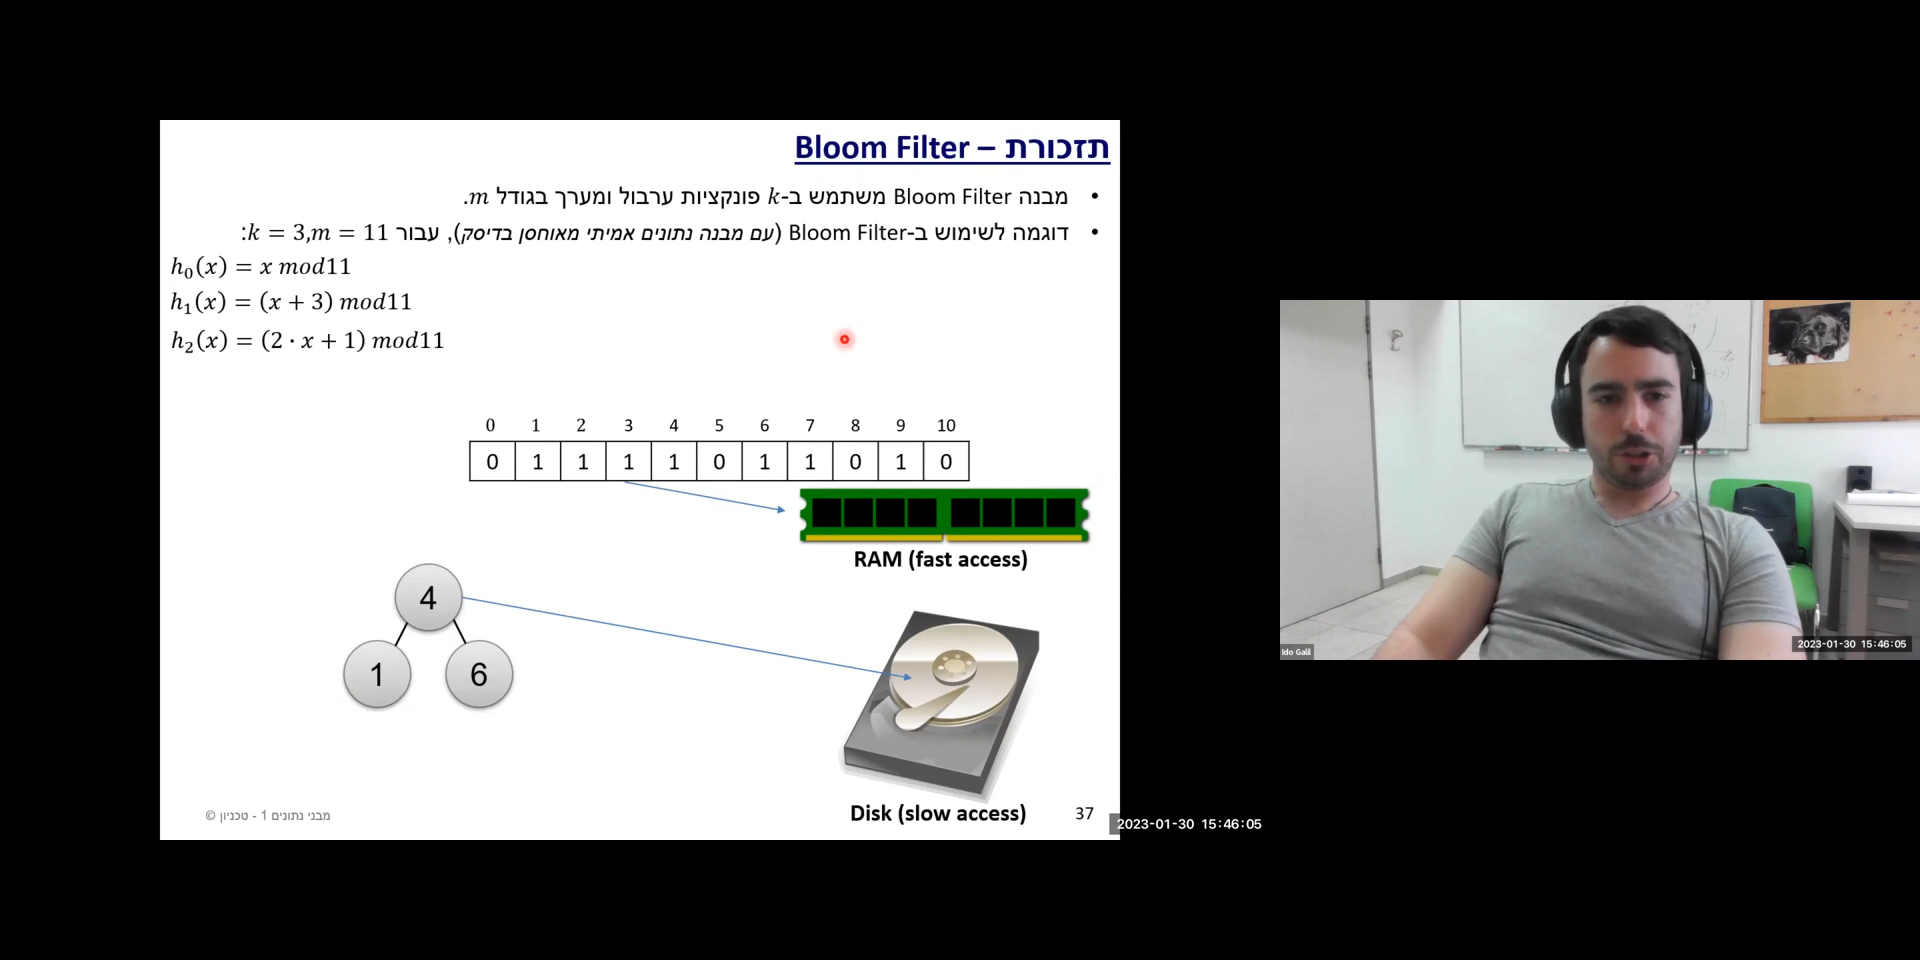 תזכורת – Bloom Filter
• מבנה Bloom Filter משתמש ב-k פונקציות ערבול ומערך בגודל m.
• דוגמה לשימוש ב-Bloom Filter (עם מבנה נתונים אמיתי מאוחסן בדיסק), עבור k = 3,m = 11:
h₀(x) = x mod11
h₁(x) = (x + 3) mod11
h₂(x) = (2 · x + 1) mod11
0 1 2 3 4 5 6 7 8 9 10
0 1 1 1 1 0 1 1 0 1 0
RAM (fast access)
4
1 6
Disk (slow access)
מבני נתונים 1 - טכניון ©
37
2023-01-30 15:46:05
Ido Galil
2023-01-30 15:46:05